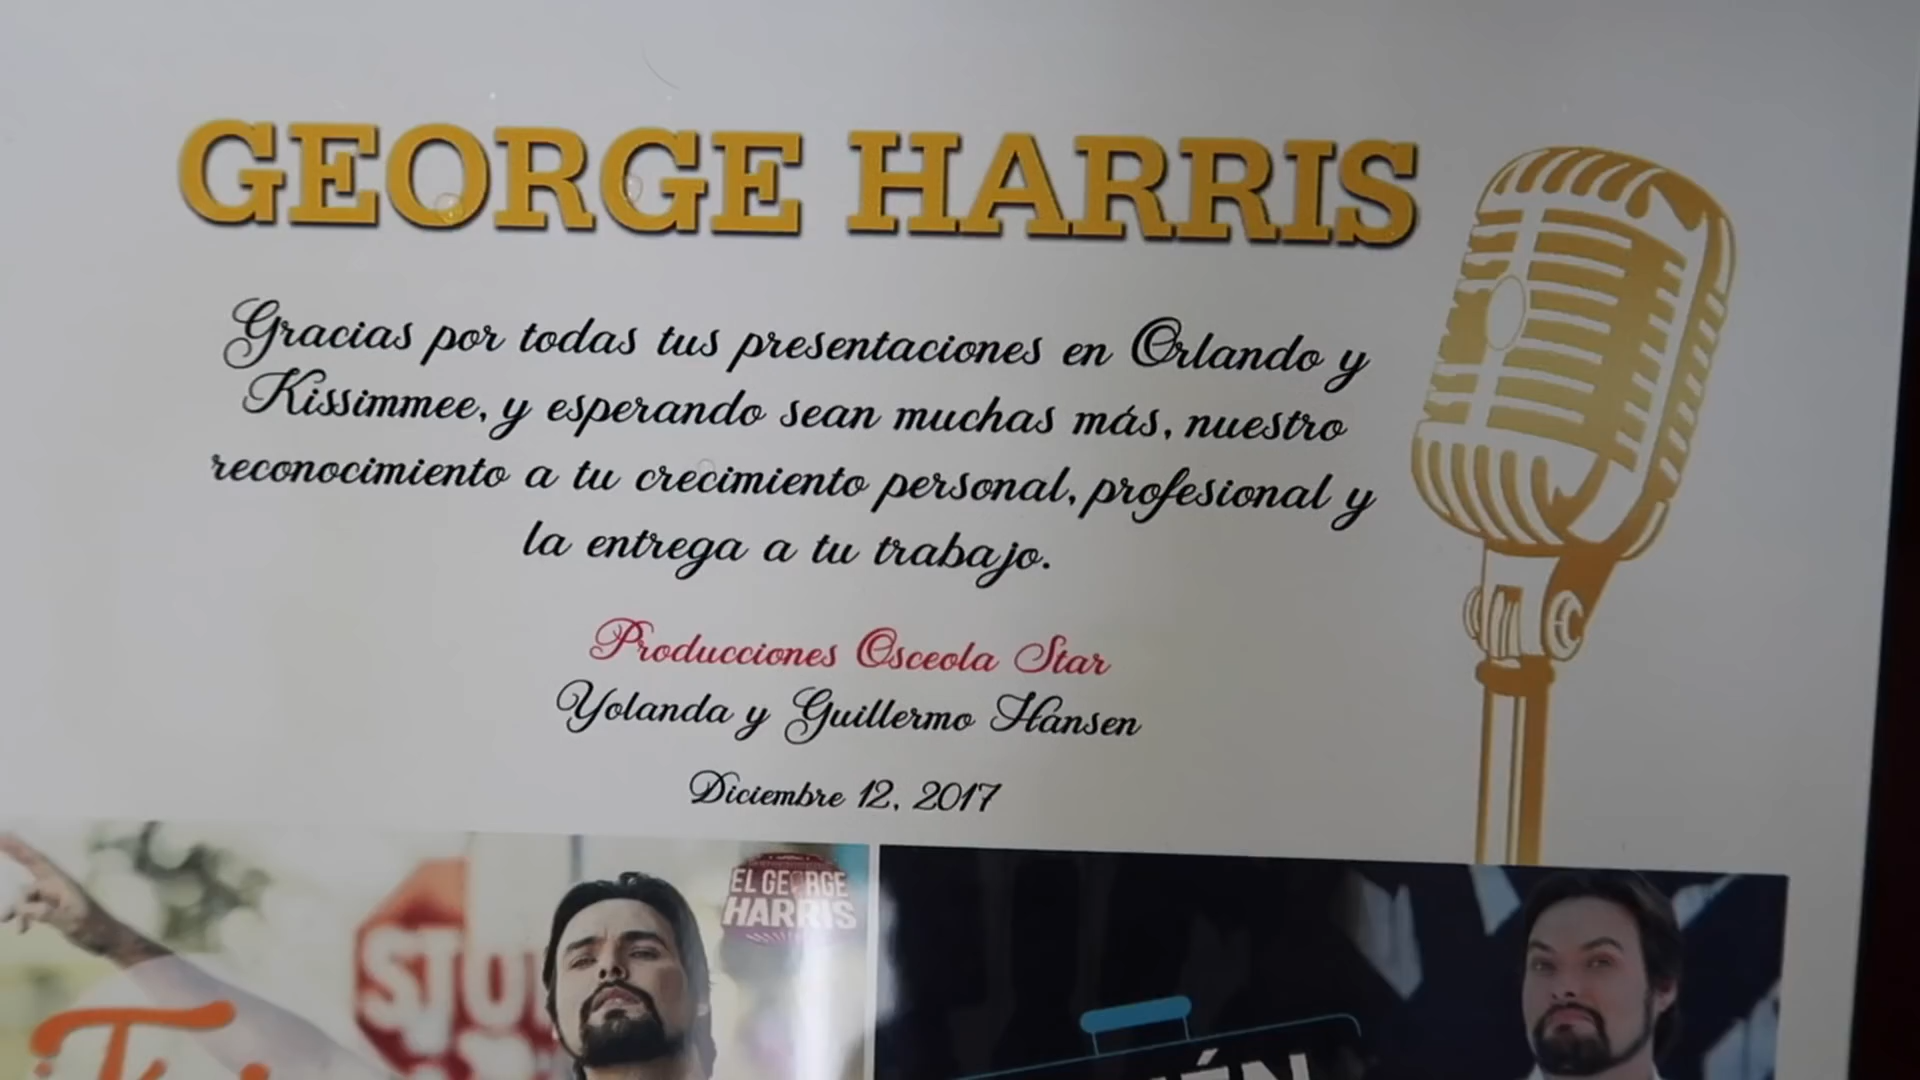 GEORGE HARRIS
Gracias por todas tus presentaciones en Orlando y
Kissimmee, y esperando sean muchas más, nuestro
reconocimiento a tu crecimiento personal, profesional y
la entrega a tu trabajo.
Producciones Osceola Star
Yolanda y Guillermo Hansen
Diciembre 12, 2017
EL GEORGE
HARRIS